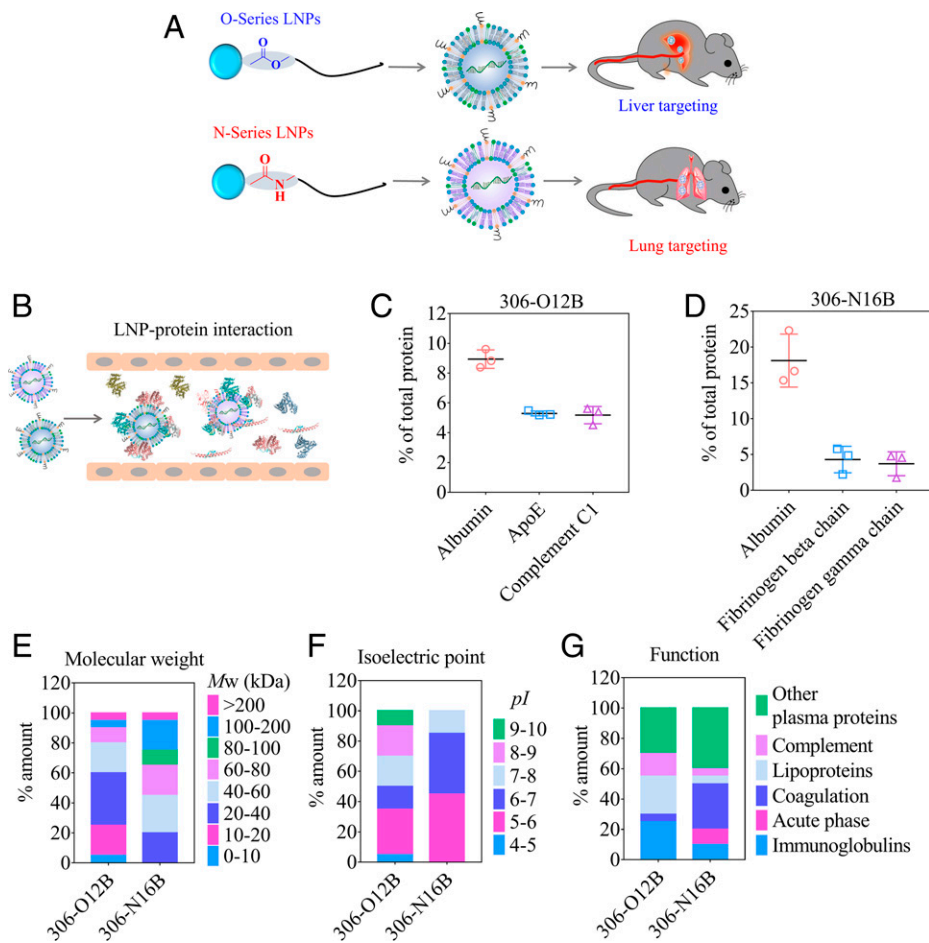 A
O-Series LNPs
O
O
Liver targeting
N-Series LNPs
O
N
H
Lung targeting
B
LNP-protein interaction
C
306-O12B
% of total protein
12
10
8
6
4
2
0
Albumin
ApoE
Complement C1
D
306-N16B
% of total protein
25
20
15
10
5
0
Albumin
Fibrinogen beta chain
Fibrinogen gamma chain
E
Molecular weight
% amount
120
100
80
60
40
20
0
306-O12B
306-N16B
Mw (kDa)
>200
100-200
80-100
60-80
40-60
20-40
10-20
0-10
F
Isoelectric point
% amount
120
100
80
60
40
20
0
306-O12B
306-N16B
pI
9-10
8-9
7-8
6-7
5-6
4-5
G
Function
% amount
120
100
80
60
40
20
0
306-O12B
306-N16B
Other
plasma proteins
Complement
Lipoproteins
Coagulation
Acute phase
Immunoglobulins